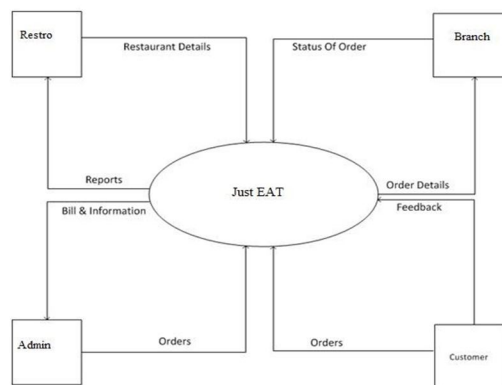 Restro
Branch
Restaurant Details
Status Of Order
Reports
Just EAT
Order Details
Bill & Information
Feedback
Admin
Orders
Orders
Customer